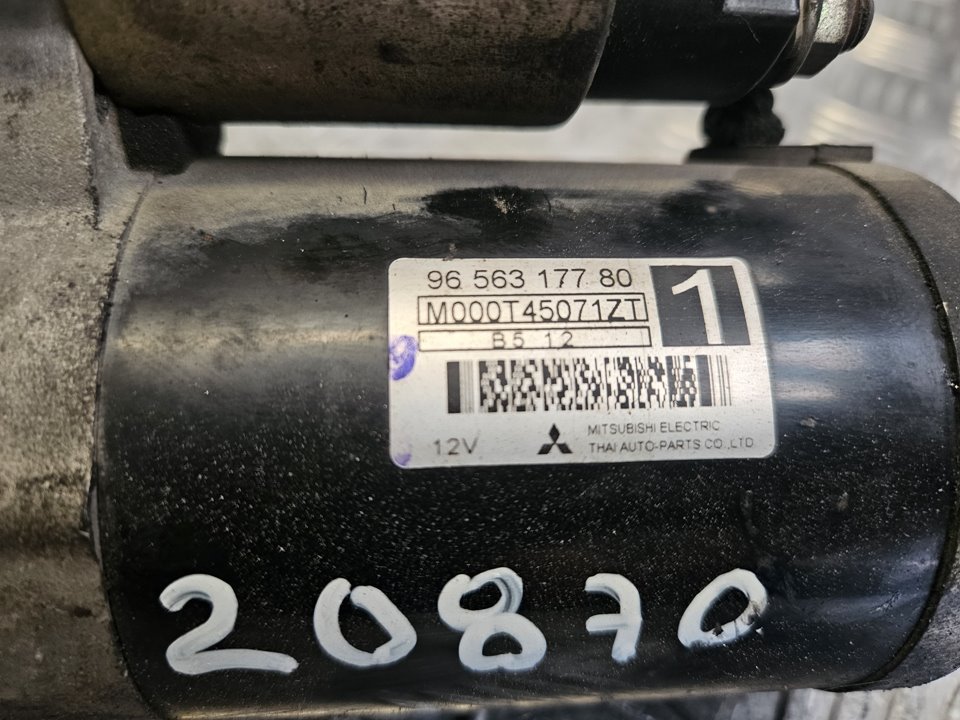 96 563 177 80
1
M000T45071ZT
B5 12
12V
MITSUBISHI ELECTRIC
THAI AUTO-PARTS CO.,LTD
20870